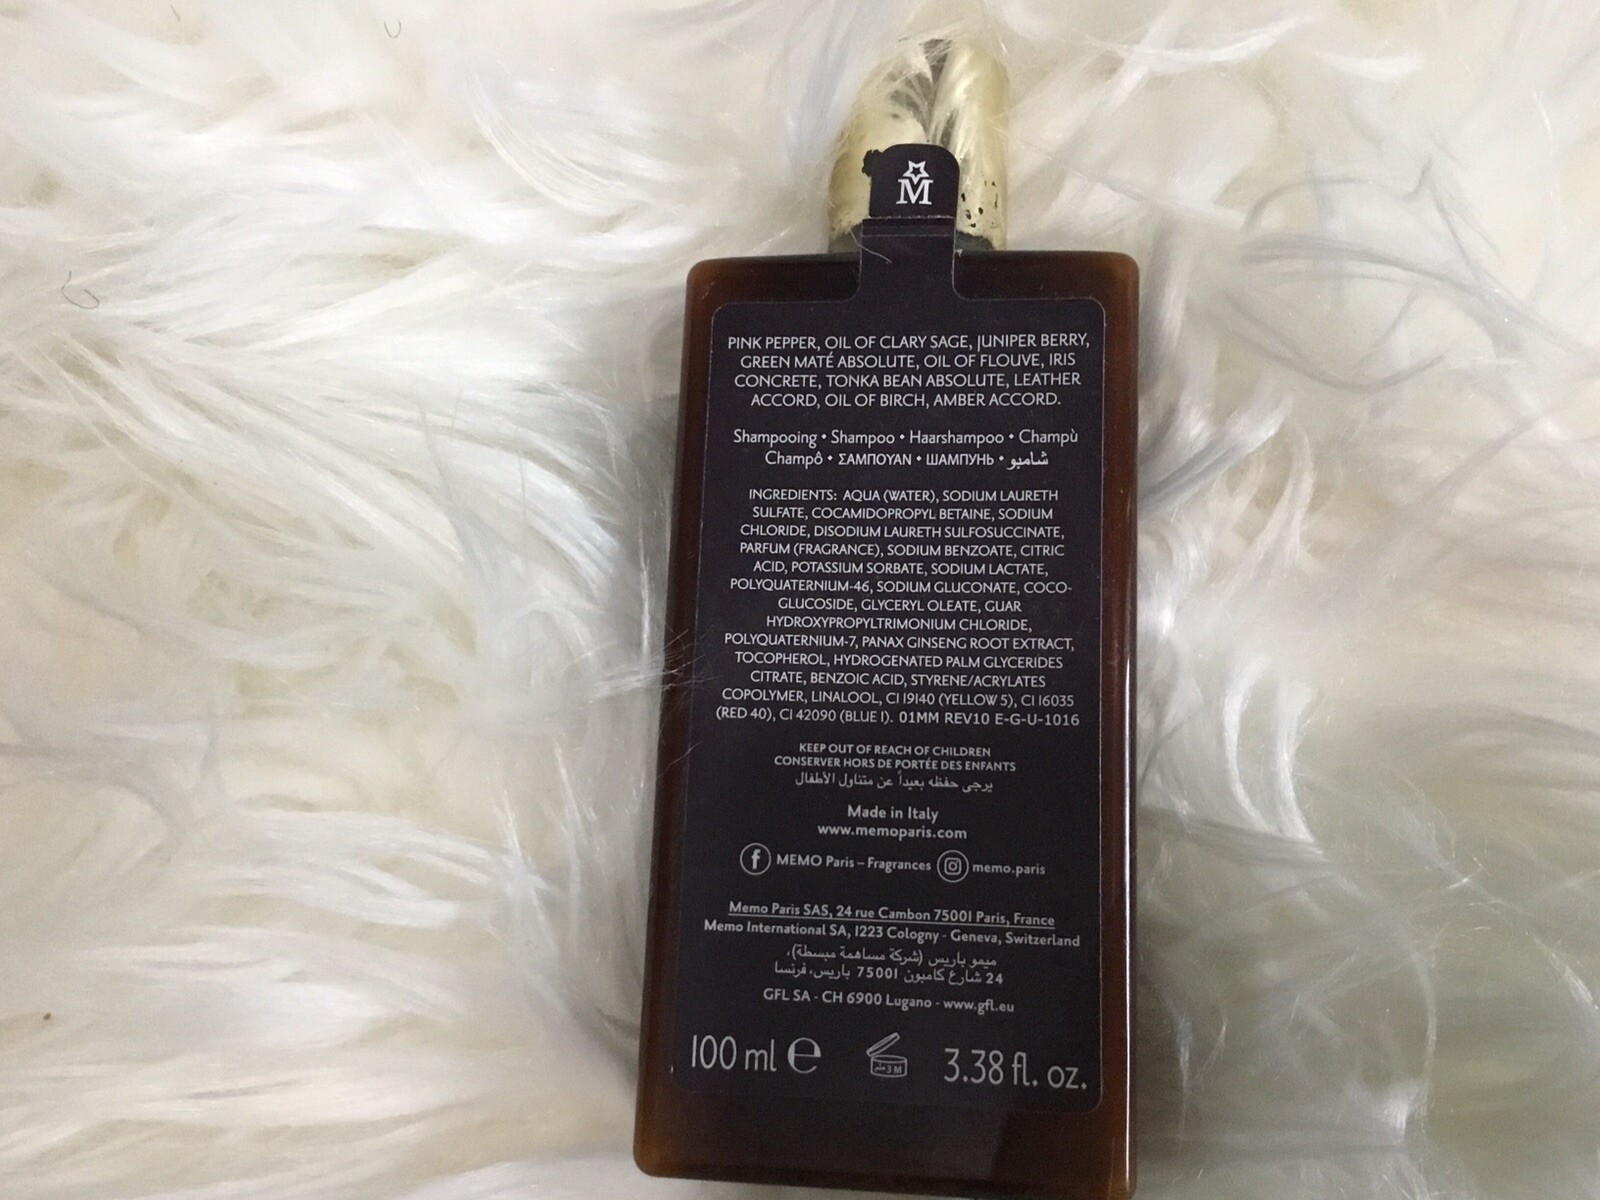 M
PINK PEPPER, OIL OF CLARY SAGE, JUNIPER BERRY,
GREEN MATÉ ABSOLUTE, OIL OF FLOUVE, IRIS
CONCRETE, TONKA BEAN ABSOLUTE, LEATHER
ACCORD, OIL OF BIRCH, AMBER ACCORD.
Shampooing • Shampoo • Haarshampoo • Champù
Champô • ΣΑΜΠΟΥΑΝ • ШАМПУНЬ • شامبو
INGREDIENTS: AQUA (WATER), SODIUM LAURETH
SULFATE, COCAMIDOPROPYL BETAINE, SODIUM
CHLORIDE, DISODIUM LAURETH SULFOSUCCINATE,
PARFUM (FRAGRANCE), SODIUM BENZOATE, CITRIC
ACID, POTASSIUM SORBATE, SODIUM LACTATE,
POLYQUATERNIUM-46, SODIUM GLUCONATE, COCO-
GLUCOSIDE, GLYCERYL OLEATE, GUAR
HYDROXYPROPYLTRIMONIUM CHLORIDE,
POLYQUATERNIUM-7, PANAX GINSENG ROOT EXTRACT,
TOCOPHEROL, HYDROGENATED PALM GLYCERIDES
CITRATE, BENZOIC ACID, STYRENE/ACRYLATES
COPOLYMER, LINALOOL, CI 19140 (YELLOW 5), CI 16035
(RED 40), CI 42090 (BLUE 1). 01MM REV10 E-G-U-1016
KEEP OUT OF REACH OF CHILDREN
CONSERVER HORS DE PORTÉE DES ENFANTS
يرجى حفظه بعيداً عن متناول الأطفال
Made in Italy
www.memoparis.com
f MEMO Paris – Fragrances memo.paris
Memo Paris SAS, 24 rue Cambon 75001 Paris, France
Memo International SA, 1223 Cologny - Geneva, Switzerland
ميمو باريس (شركة مساهمة مبسطة)،
24 شارع كامبون 75001 باريس، فرنسا
GFL SA - CH 6900 Lugano - www.gfl.eu
100 ml e 3 M 3.38 fl. oz.